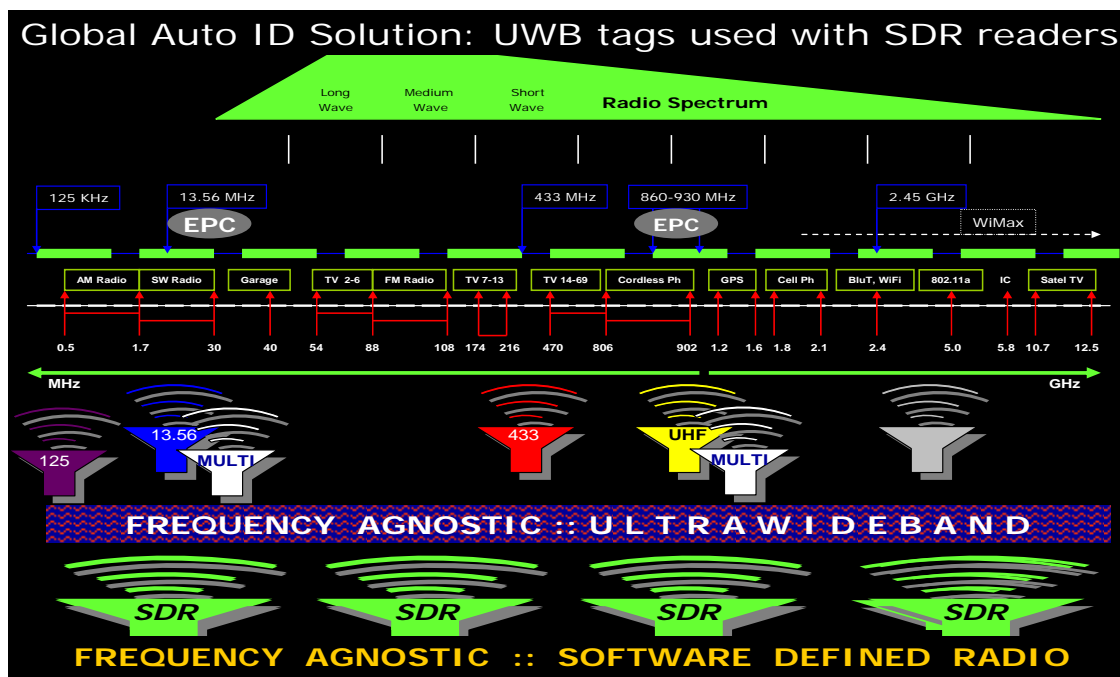 Global Auto ID Solution: UWB tags used with SDR readers
Long Wave
Medium Wave
Short Wave
Radio Spectrum
125 KHz
13.56 MHz
433 MHz
860-930 MHz
2.45 GHz
EPC
EPC
WiMax
AM Radio
SW Radio
Garage
TV 2-6
FM Radio
TV 7-13
TV 14-69
Cordless Ph
GPS
Cell Ph
BluT, WiFi
802.11a
IC
Satel TV
0.5 1.7 30 40 54 88 108 174 216 470 806 902 1.2 1.6 1.8 2.1 2.4 5.0 5.8 10.7 12.5
MHz
GHz
125
13.56
MULTI
433
UHF
MULTI
FREQUENCY AGNOSTIC :: U L T R A W I D E B A N D
SDR
SDR
SDR
SDR
FREQUENCY AGNOSTIC :: SOFTWARE DEFINED RADIO